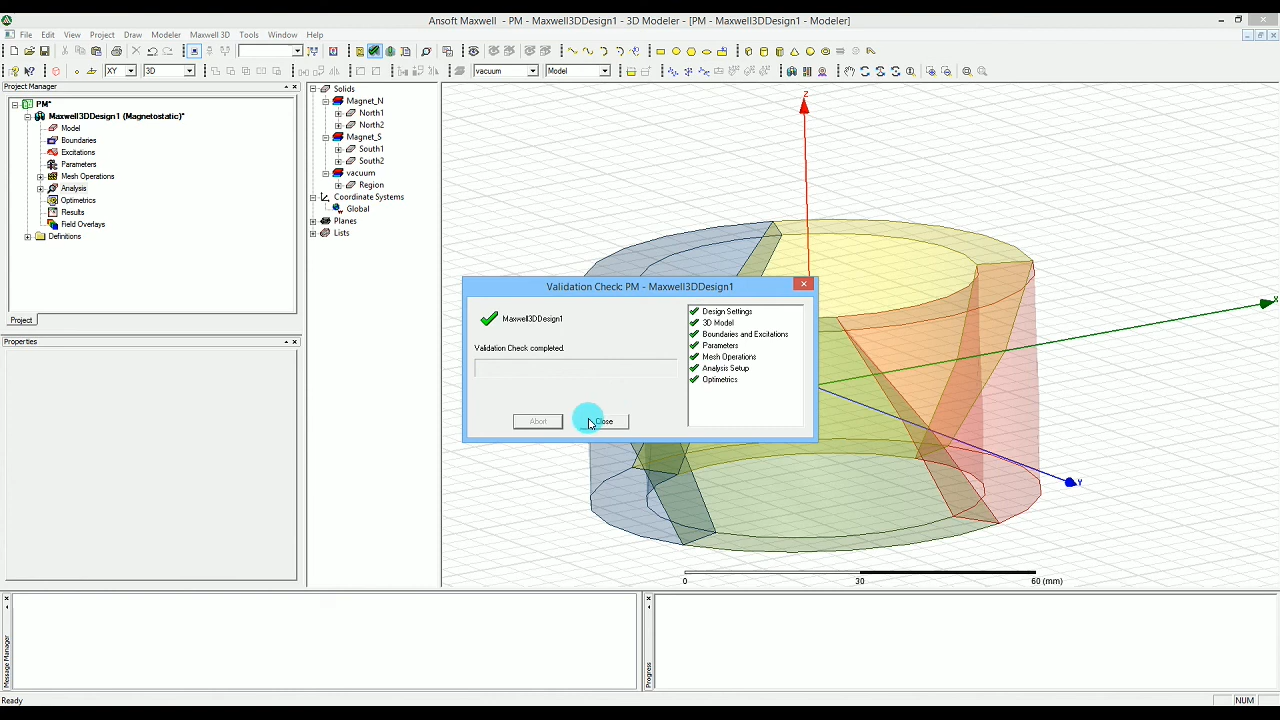 Ansoft Maxwell - PM - Maxwell3DDesign1 - 3D Modeler - [PM - Maxwell3DDesign1 - Modeler]
File Edit View Project Draw Modeler Maxwell 3D Tools Window Help
XY 3D vacuum Model
Project Manager
PM*
Maxwell3DDesign1 (Magnetostatic)*
Model
Boundaries
Excitations
Parameters
Mesh Operations
Analysis
Optimetrics
Results
Field Overlays
Definitions
Project
Properties
Solids
Magnet_N
North1
North2
Magnet_S
South1
South2
vacuum
Region
Coordinate Systems
Global
Planes
Lists
Z
X
Y
Validation Check: PM - Maxwell3DDesign1
Maxwell3DDesign1
Validation Check completed.
Abort
Close
Design Settings
3D Model
Boundaries and Excitations
Parameters
Mesh Operations
Analysis Setup
Optimetrics
0 30 60 (mm)
Message Manager
Progress
Ready
NUM